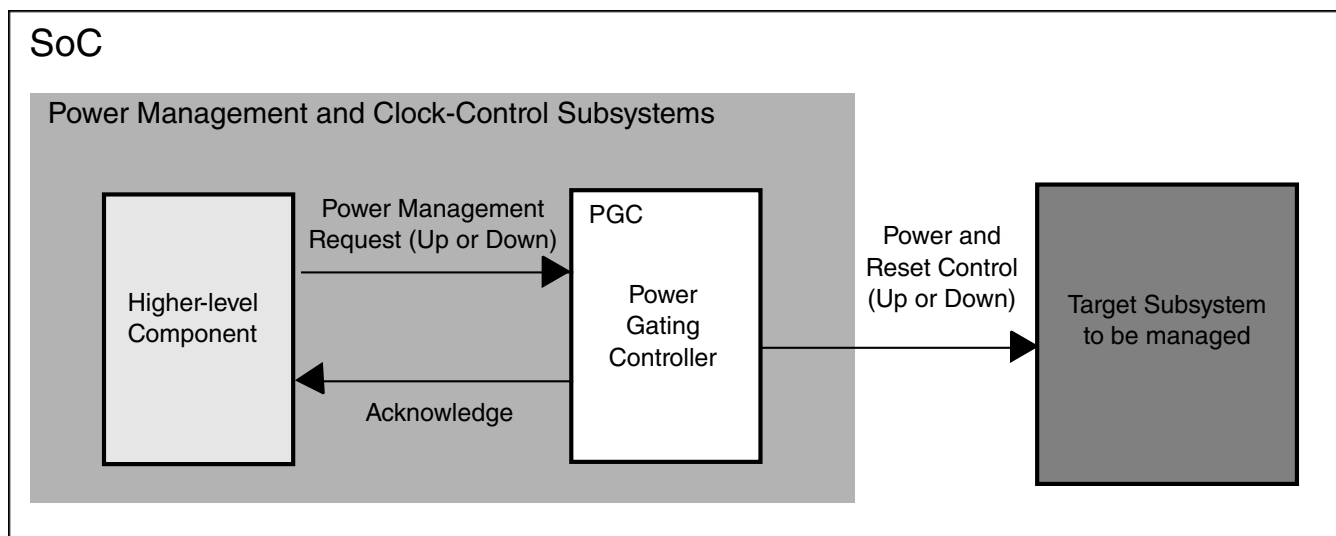 SoC
Power Management and Clock-Control Subsystems
Higher-level
Component
Power Management
Request (Up or Down)
Acknowledge
PGC
Power
Gating
Controller
Power and
Reset Control
(Up or Down)
Target Subsystem
to be managed